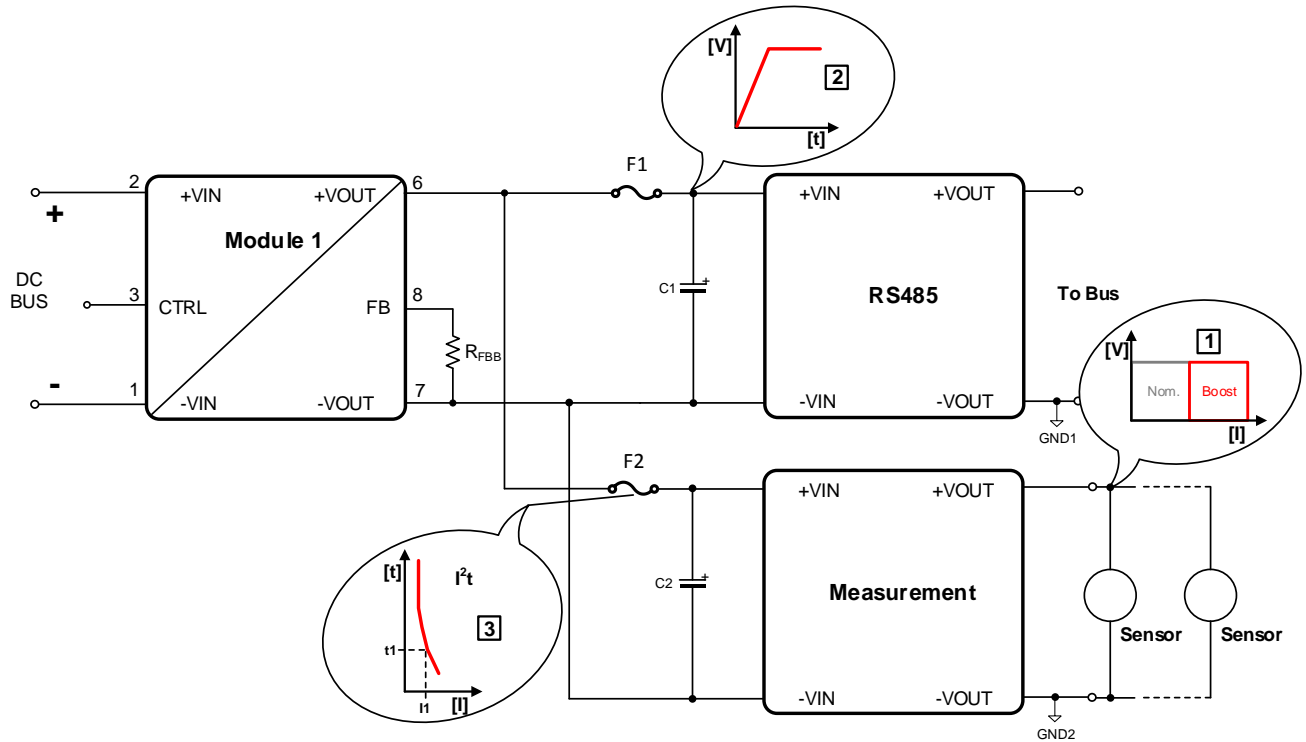 [V]
2
[t]
F1
2
+VIN
+VOUT
6
+VIN
+VOUT
+
Module 1
DC
BUS
3
CTRL
FB
8
C1
+
RS485
To Bus
RFBB
[V]
1
Nom.
Boost
[I]
-
1
-VIN
-VOUT
7
-VIN
-VOUT
GND1
F2
+VIN
+VOUT
[t]
I²t
3
t1
I1
[I]
C2
+
Measurement
Sensor
Sensor
-VIN
-VOUT
GND2